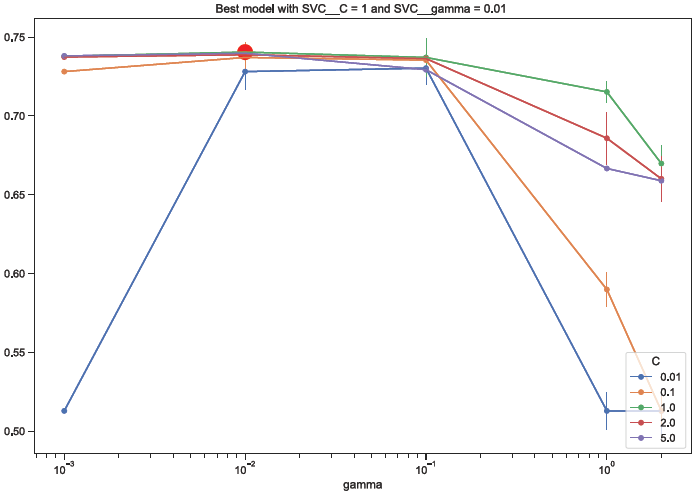 Best model with SVC__C = 1 and SVC__gamma = 0.01
0.75
0.70
0.65
0.60
0.55
0.50
10⁻³ 10⁻² 10⁻¹ 10⁰
gamma
C
0.01
0.1
1.0
2.0
5.0